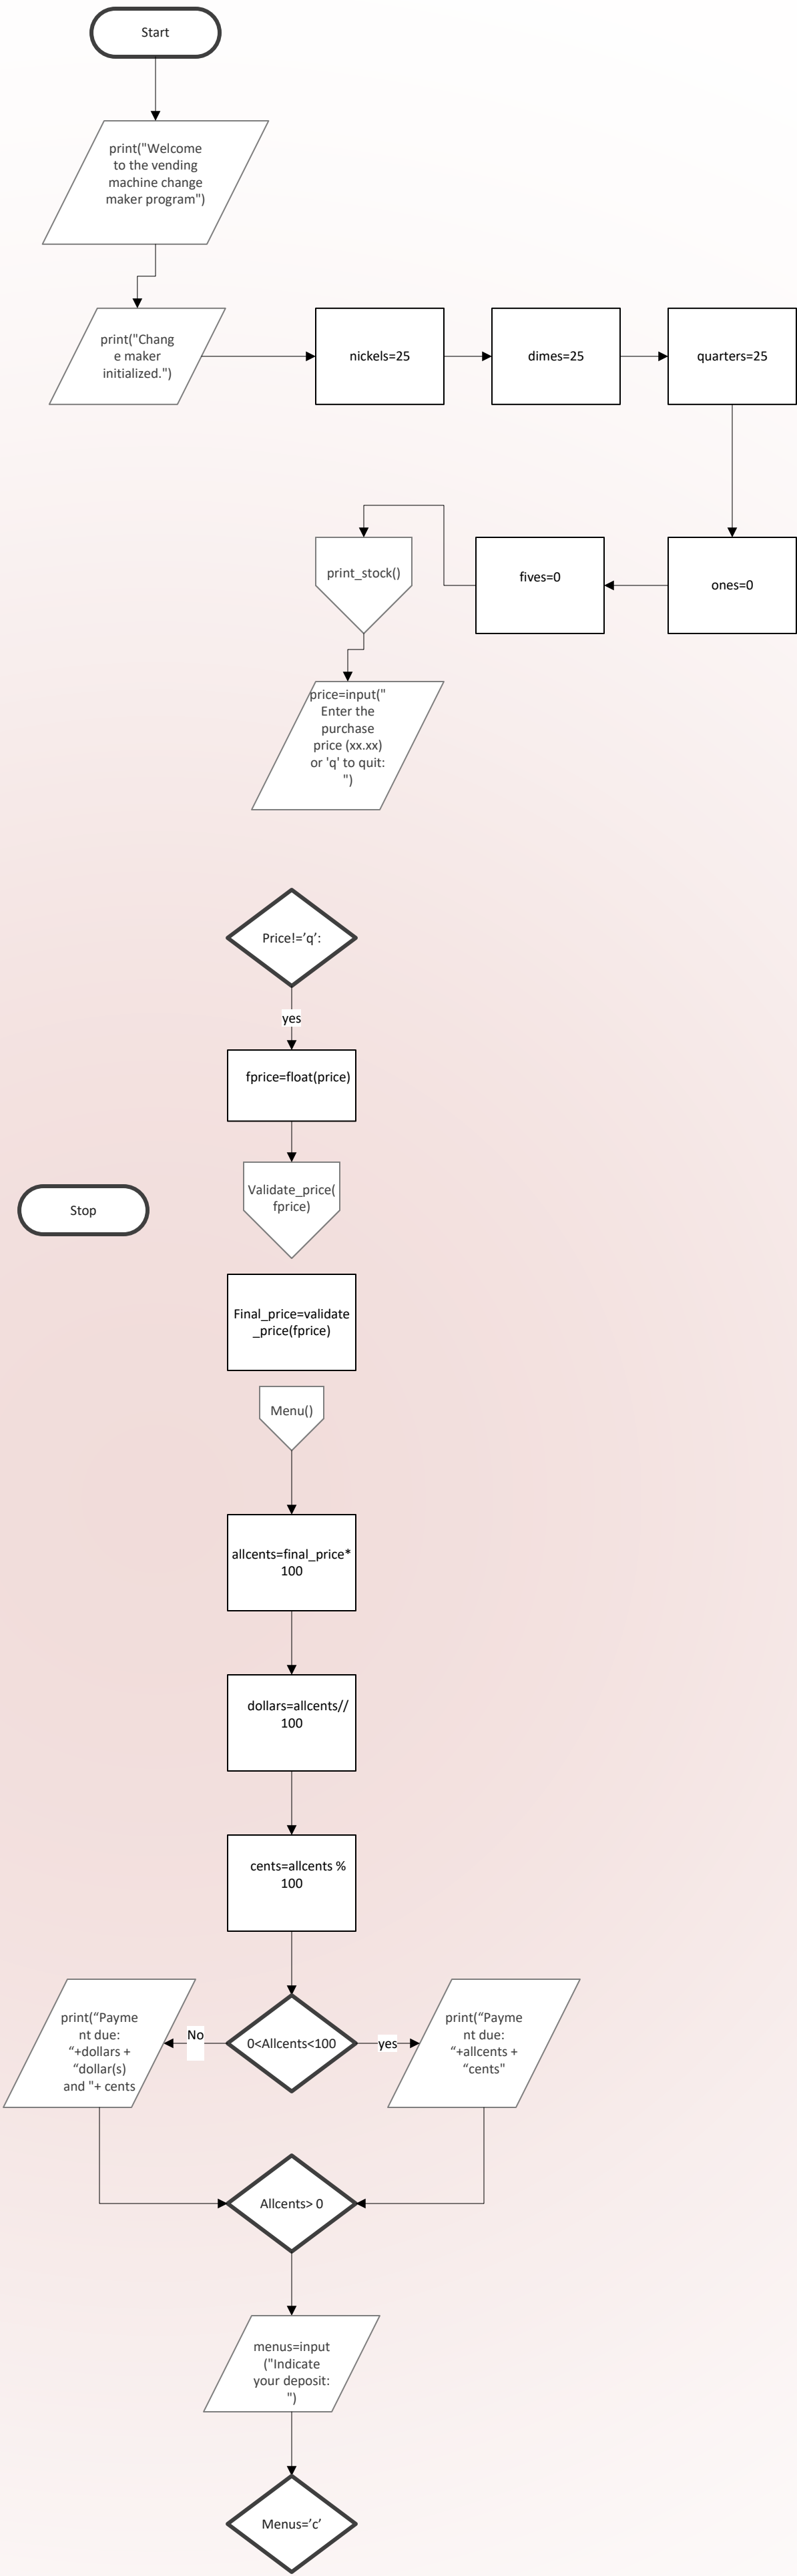 Start
print("Welcome
to the vending
machine change
maker program")
print("Chang
e maker
initialized.")
nickels=25
dimes=25
quarters=25
print_stock()
fives=0
ones=0
price=input("
Enter the
purchase
price (xx.xx)
or 'q' to quit:
")
Price!=’q’:
yes
fprice=float(price)
Validate_price(
fprice)
Stop
Final_price=validate
_price(fprice)
Menu()
allcents=final_price*
100
dollars=allcents//
100
cents=allcents %
100
print(“Payme
nt due:
“+dollars +
“dollar(s)
and "+ cents
No
0<Allcents<100
yes
print(“Payme
nt due:
“+allcents +
“cents"
Allcents> 0
menus=input
("Indicate
your deposit:
")
Menus=’c’